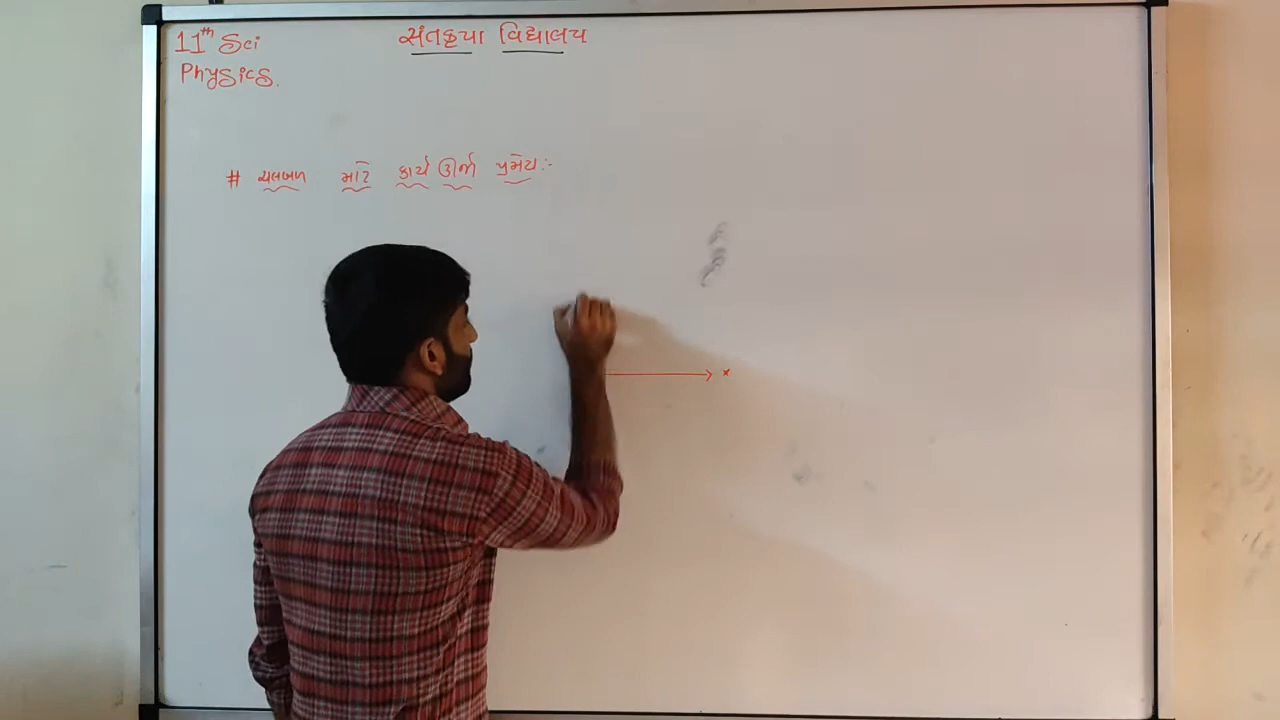 11th Sci
સંતકૃપા વિદ્યાલય
Physics.
# ચલબળ માટે કાર્ય ઊર્જા પ્રમેય :-
x